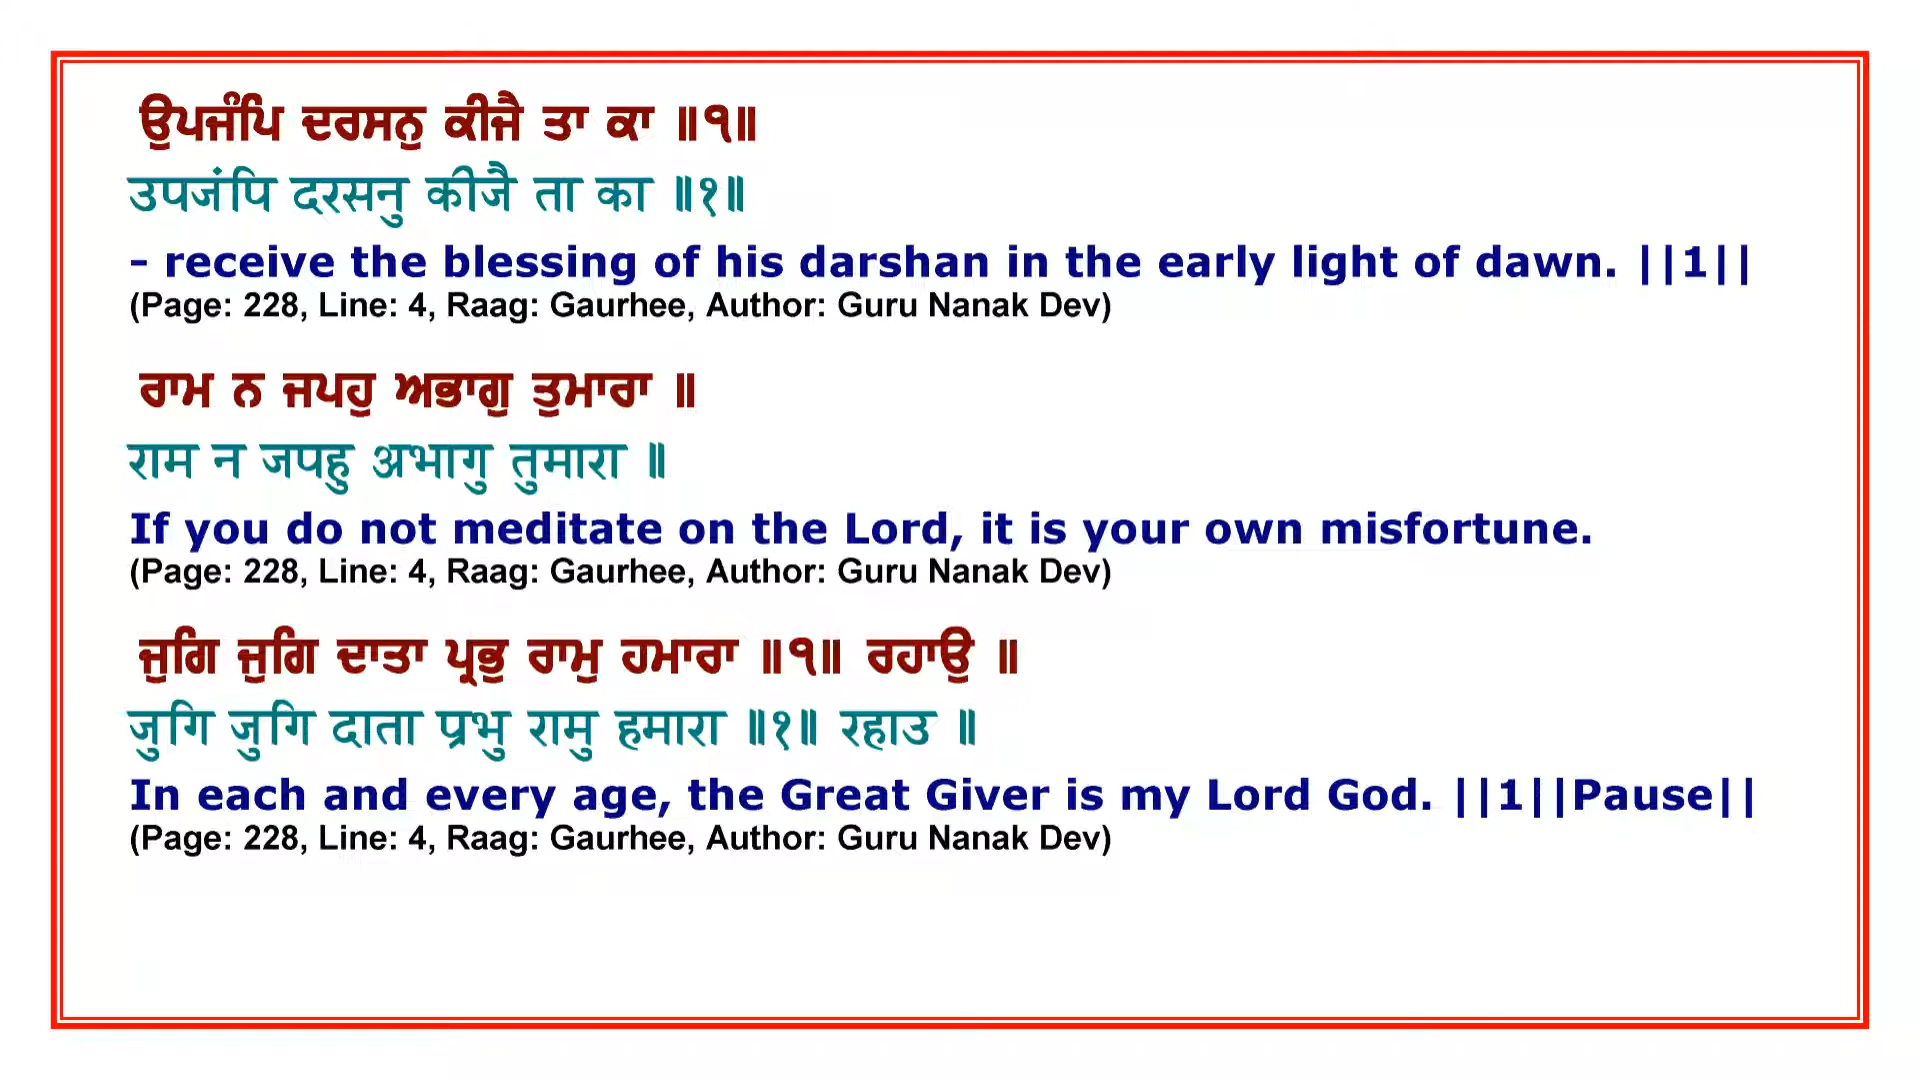 ਉਪਜੰਪਿ ਦਰਸਨੁ ਕੀਜੈ ਤਾ ਕਾ ॥੧॥
उपजंपि दरसनु कीजै ता का ॥१॥
- receive the blessing of his darshan in the early light of dawn. ||1||
(Page: 228, Line: 4, Raag: Gaurhee, Author: Guru Nanak Dev)
ਰਾਮ ਨ ਜਪਹੁ ਅਭਾਗੁ ਤੁਮਾਰਾ ॥
राम न जपहु अभागु तुमारा ॥
If you do not meditate on the Lord, it is your own misfortune.
(Page: 228, Line: 4, Raag: Gaurhee, Author: Guru Nanak Dev)
ਜੁਗਿ ਜੁਗਿ ਦਾਤਾ ਪ੍ਰਭੁ ਰਾਮੁ ਹਮਾਰਾ ॥੧॥ ਰਹਾਉ ॥
जुगि जुगि दाता प्रभु रामु हमारा ॥१॥ रहाउ ॥
In each and every age, the Great Giver is my Lord God. ||1||Pause||
(Page: 228, Line: 4, Raag: Gaurhee, Author: Guru Nanak Dev)